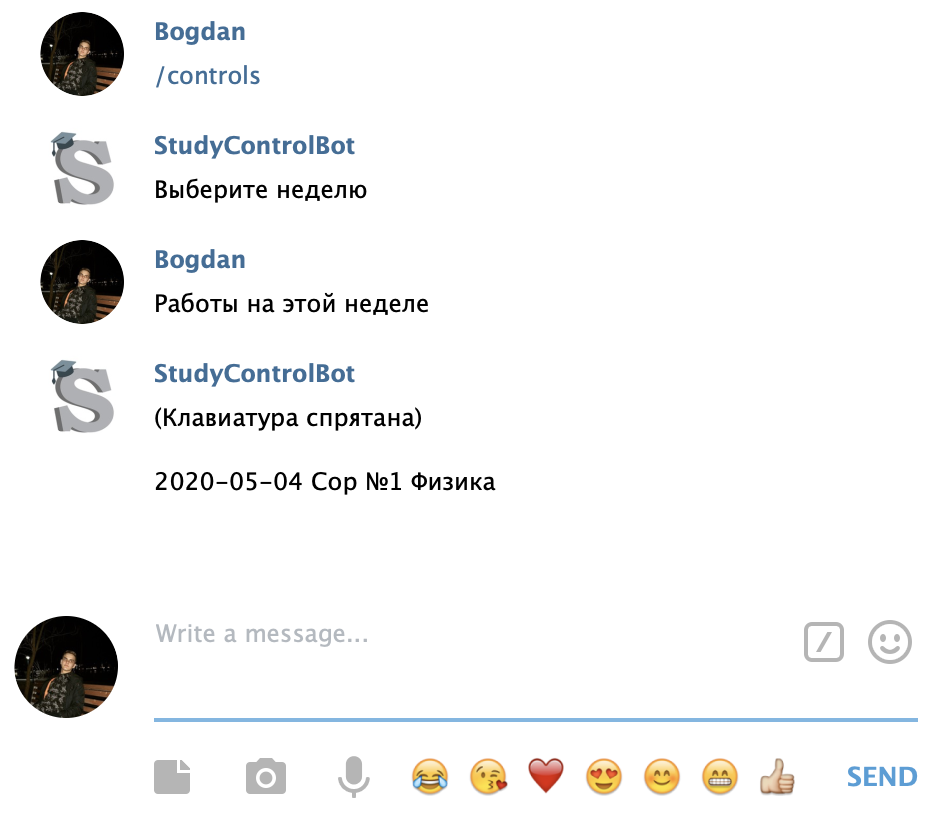 Bogdan
/controls
StudyControlBot
Выберите неделю
Bogdan
Работы на этой неделе
StudyControlBot
(Клавиатура спрятана)
2020-05-04 Сор №1 Физика
Write a message...
SEND